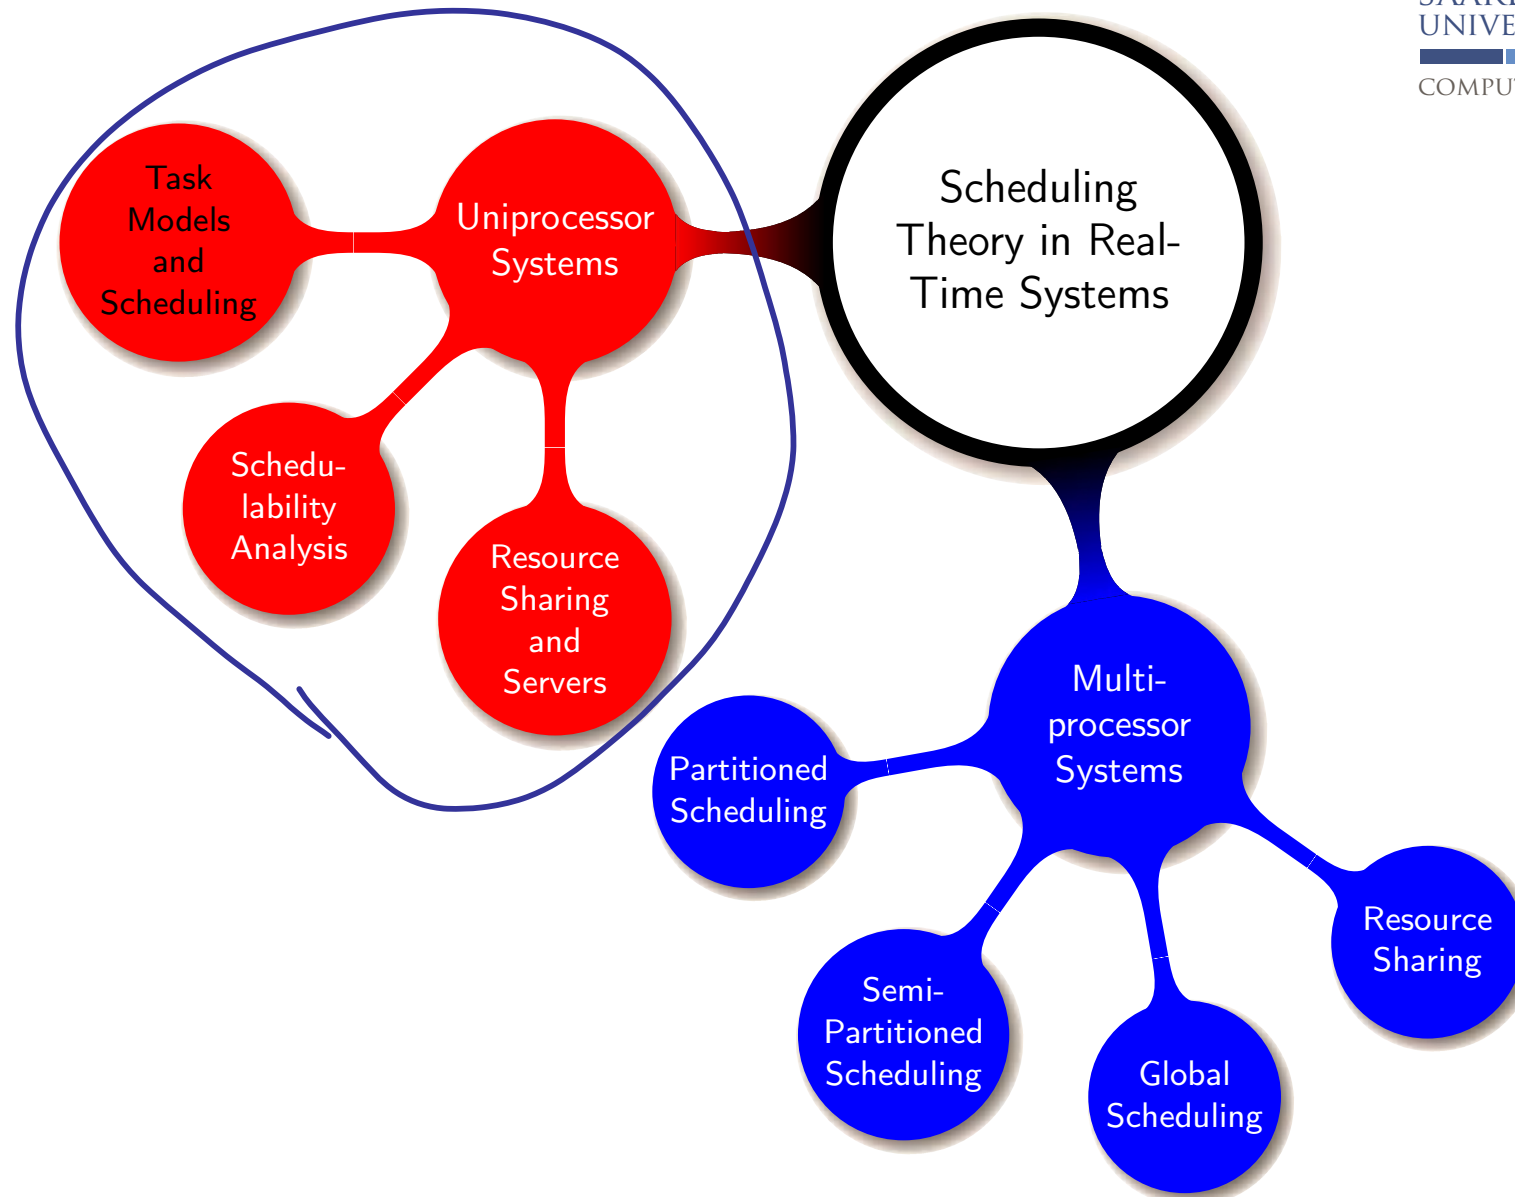 UNIVE
COMPU
Scheduling
Theory in Real-
Time Systems
Uniprocessor
Systems
Task
Models
and
Scheduling
Schedu-
lability
Analysis
Resource
Sharing
and
Servers
Multi-
processor
Systems
Partitioned
Scheduling
Semi-
Partitioned
Scheduling
Global
Scheduling
Resource
Sharing